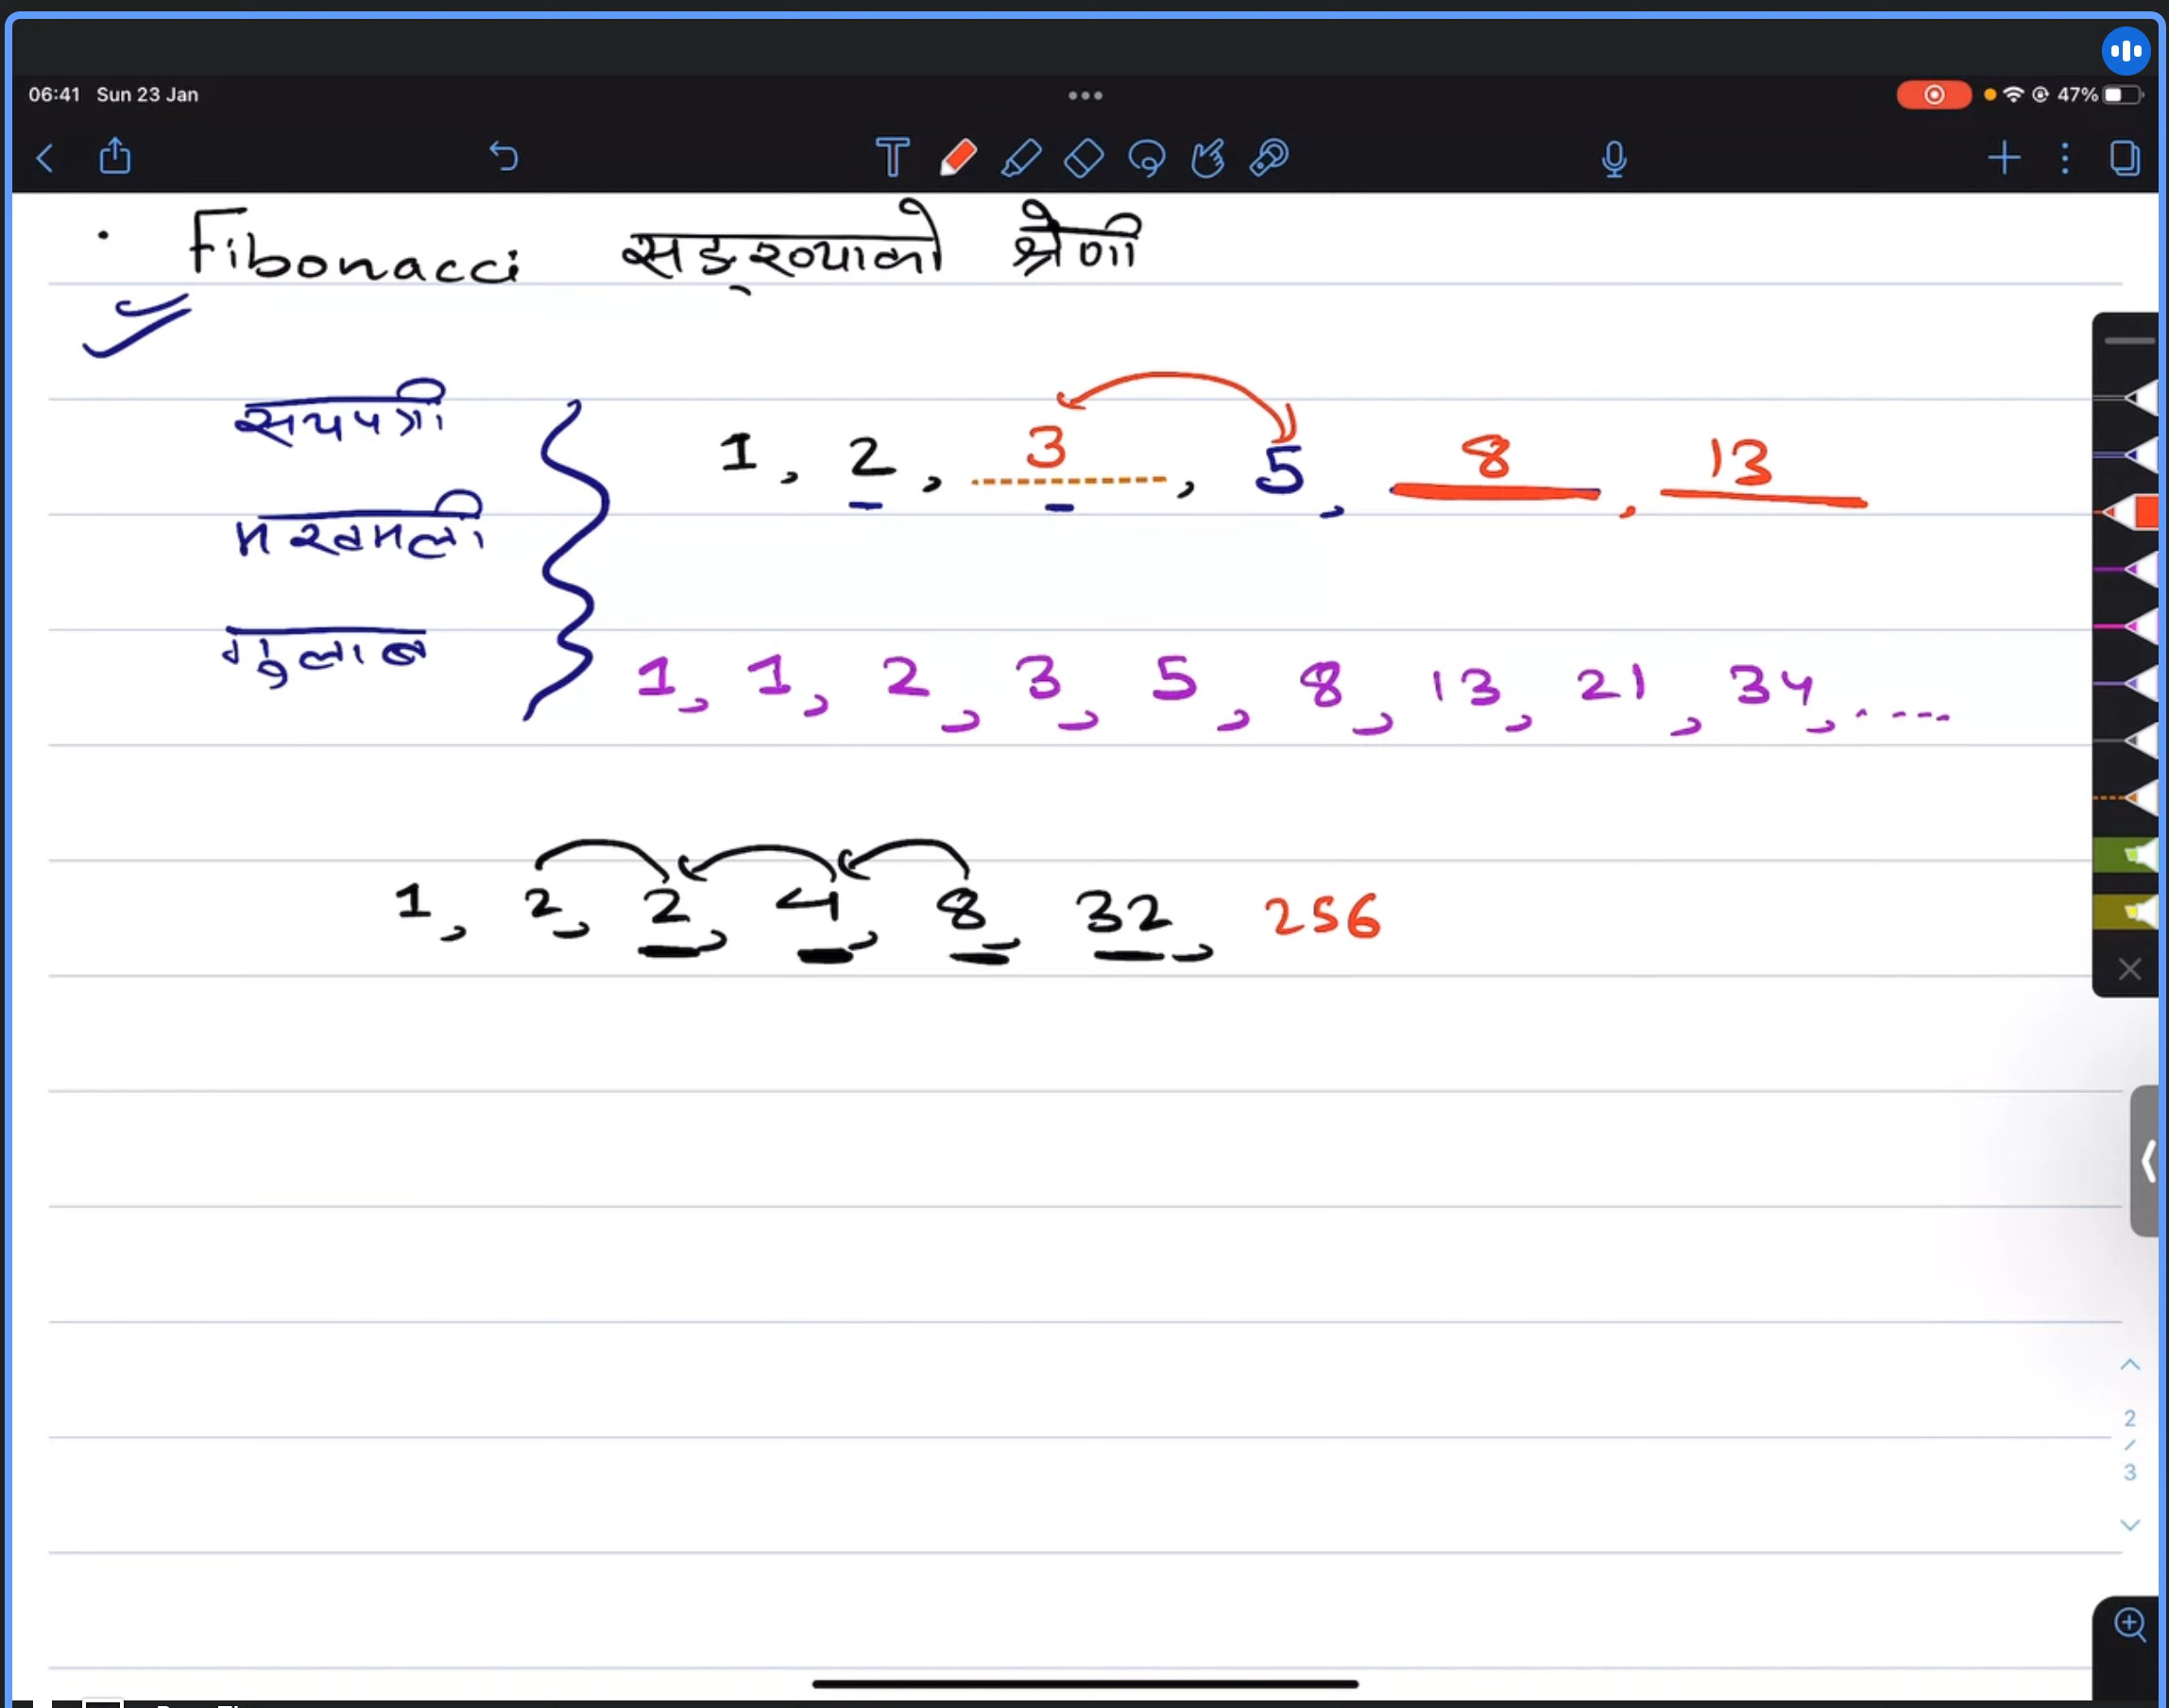 06:41 Sun 23 Jan 47%
· Fibonacci सङ्ख्याको श्रेणी
सयपत्री
1, 2, 3, 5, 8, 13
मखमली
गुलाब
1, 1, 2, 3, 5, 8, 13, 21, 34, ....
1, 2, 2, 4, 8, 32, 256
2
/
3